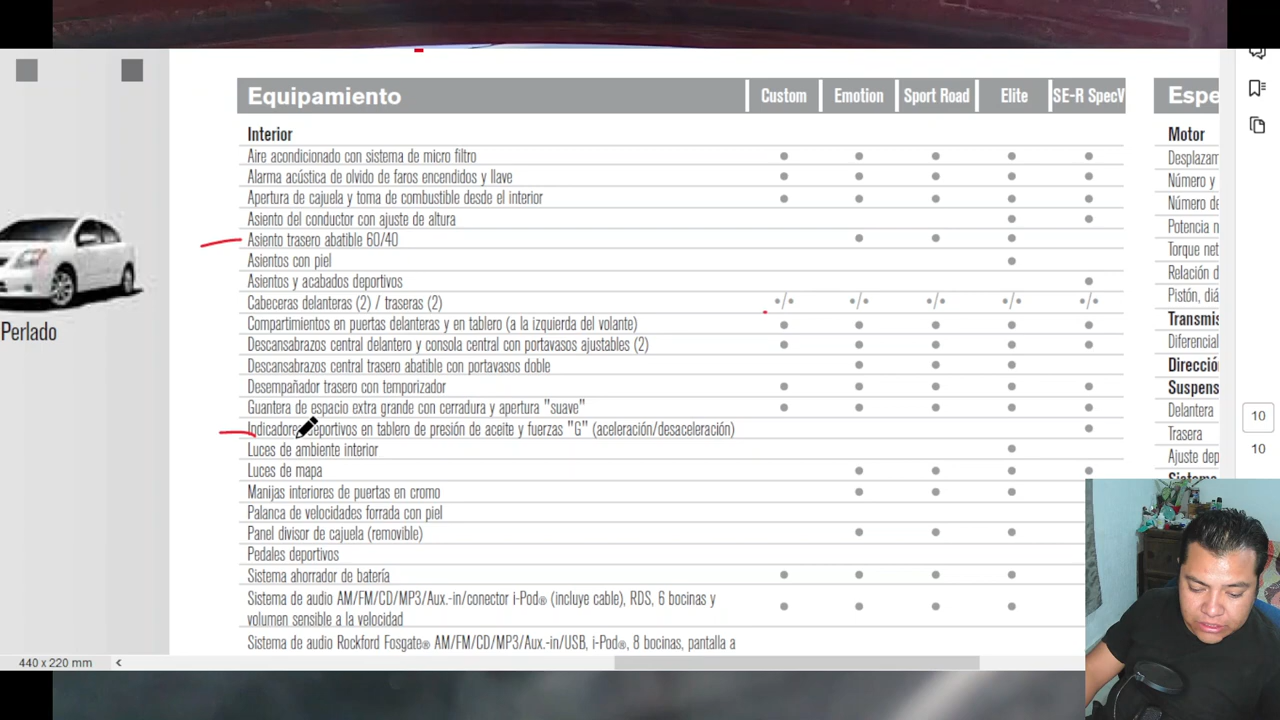 Equipamiento Custom Emotion Sport Road Elite SE-R SpecV
Interior
Aire acondicionado con sistema de micro filtro
Alarma acústica de olvido de faros encendidos y llave
Apertura de cajuela y toma de combustible desde el interior
Asiento del conductor con ajuste de altura
Asiento trasero abatible 60/40
Asientos con piel
Asientos y acabados deportivos
Cabeceras delanteras (2) / traseras (2) •/• •/• •/• •/• •/•
Compartimientos en puertas delanteras y en tablero (a la izquierda del volante)
Descansabrazos central delantero y consola central con portavasos ajustables (2)
Descansabrazos central trasero abatible con portavasos doble
Desempañador trasero con temporizador
Guantera de espacio extra grande con cerradura y apertura "suave"
Indicadores deportivos en tablero de presión de aceite y fuerzas "G" (aceleración/desaceleración)
Luces de ambiente interior
Luces de mapa
Manijas interiores de puertas en cromo
Palanca de velocidades forrada con piel
Panel divisor de cajuela (removible)
Pedales deportivos
Sistema ahorrador de batería
Sistema de audio AM/FM/CD/MP3/Aux.-in/conector i-Pod® (incluye cable), RDS, 6 bocinas y
volumen sensible a la velocidad
Sistema de audio Rockford Fosgate® AM/FM/CD/MP3/Aux.-in/USB, i-Pod®, 8 bocinas, pantalla a
Perlado
Espe
Motor
Desplazam
Número y
Número de
Potencia n
Torque net
Relación d
Pistón, diá
Transmis
Diferencial
Direcció
Suspens
Delantera
Trasera
Ajuste dep
10
10
440 x 220 mm